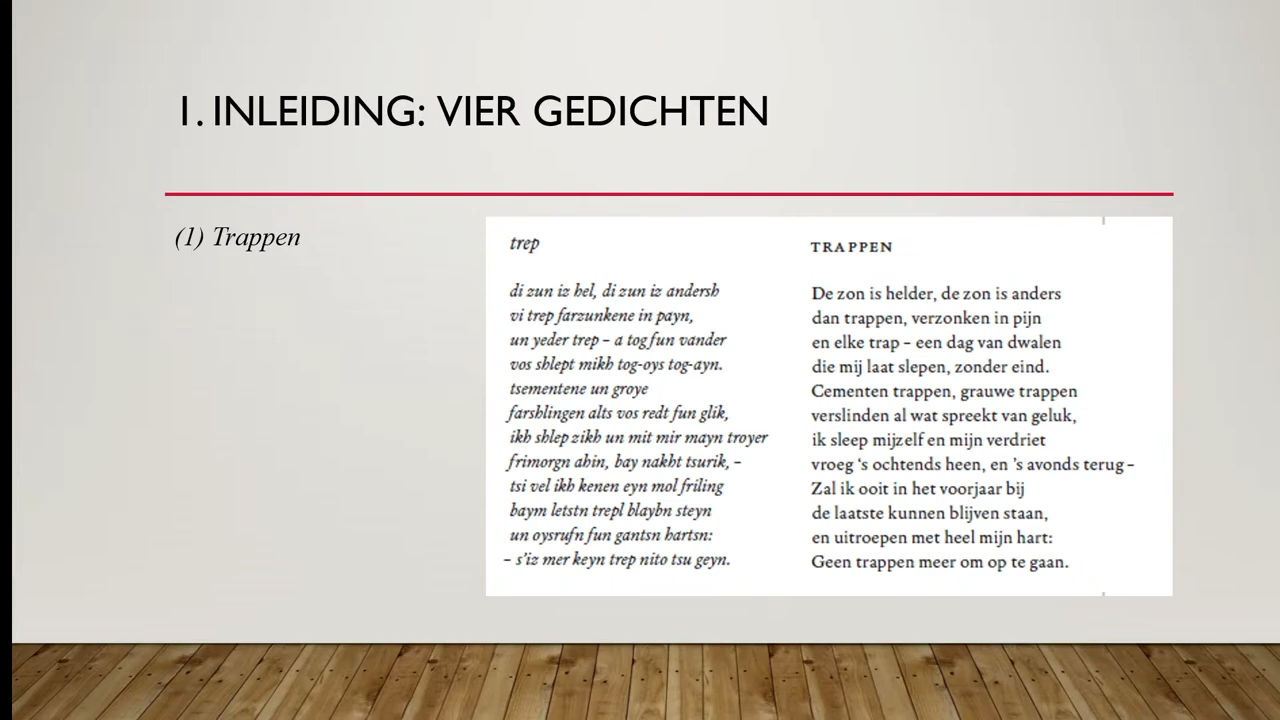 1. INLEIDING: VIER GEDICHTEN
(1) Trappen
trep
di zun iz hel, di zun iz andersh
vi trep farzunkene in payn,
un yeder trep – a tog fun vander
vos shlept mikh tog-oys tog-ayn.
tsementene un groye
farshlingen alts vos redt fun glik,
ikh shlep zikh un mit mir mayn troyer
frimorgn ahin, bay nakht tsurik, –
tsi vel ikh kenen eyn mol friling
baym letstn trepl blaybn steyn
un oysrufn fun gantsn hartsn:
– s'iz mer keyn trep nito tsu geyn.
TRAPPEN
De zon is helder, de zon is anders
dan trappen, verzonken in pijn
en elke trap – een dag van dwalen
die mij laat slepen, zonder eind.
Cementen trappen, grauwe trappen
verslinden al wat spreekt van geluk,
ik sleep mijzelf en mijn verdriet
vroeg ‘s ochtends heen, en ’s avonds terug –
Zal ik ooit in het voorjaar bij
de laatste kunnen blijven staan,
en uitroepen met heel mijn hart:
Geen trappen meer om op te gaan.